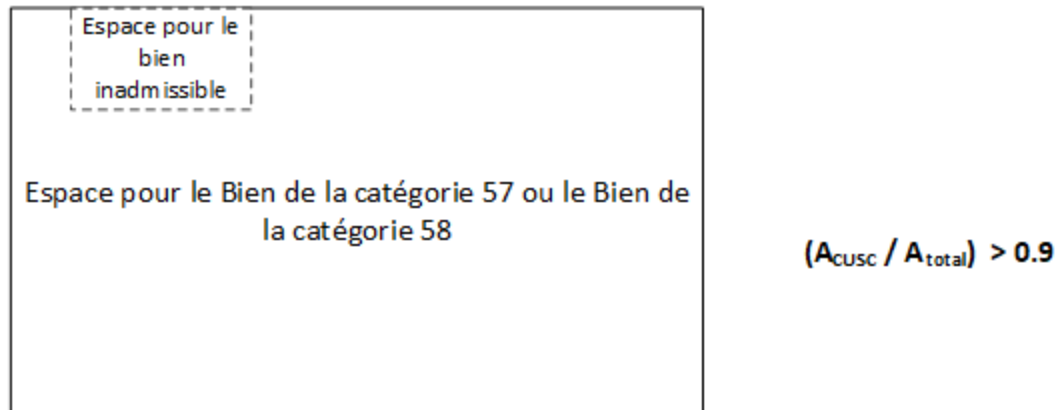 Espace pour le
bien
inadmissible
Espace pour le Bien de la catégorie 57 ou le Bien de
la catégorie 58
(Acusc / Atotal) > 0.9